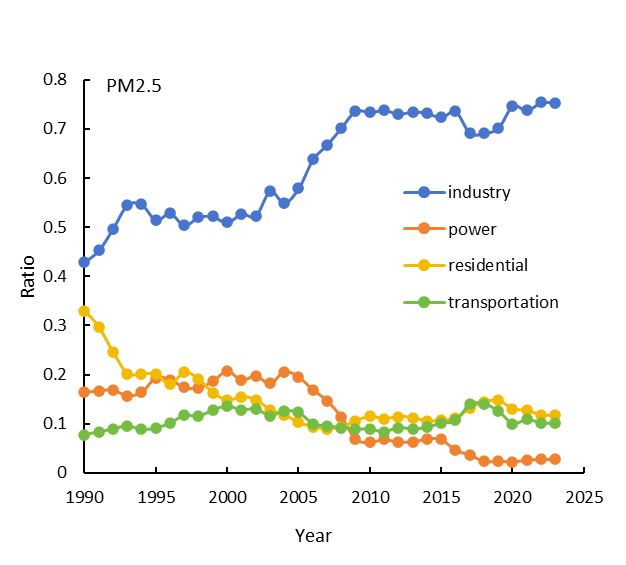 PM2.5
0.8
0.7
0.6
0.5
0.4
0.3
0.2
0.1
0
Ratio
industry
power
residential
transportation
1990 1995 2000 2005 2010 2015 2020 2025
Year